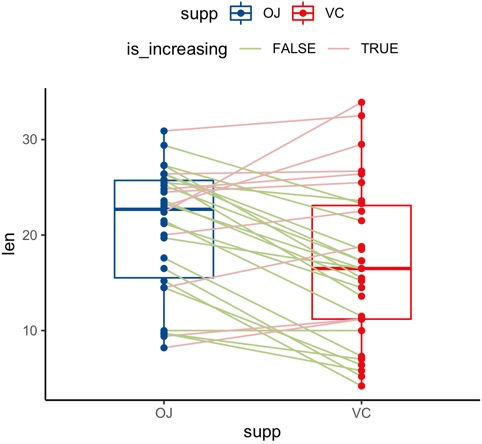 supp OJ VC
is_increasing FALSE TRUE
len
30
20
10
OJ VC
supp